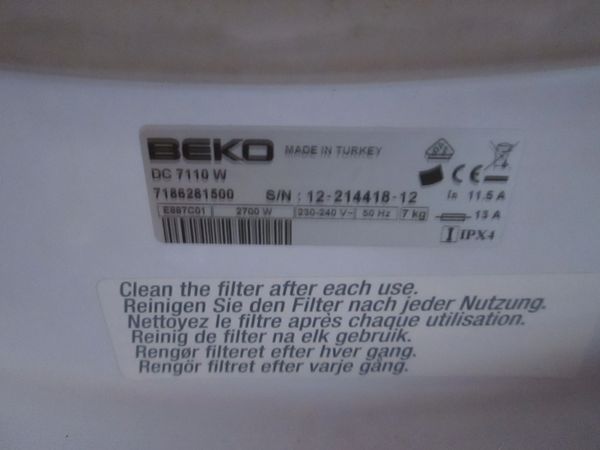 BEKO MADE IN TURKEY
DC 7110 W
7186281500 S/N : 12-214418-12 11.5 A
E887C01 2700 W 230-240 V~ 50 Hz 7 kg 13 A
IPX4
Clean the filter after each use.
Reinigen Sie den Filter nach jeder Nutzung.
Nettoyez le filtre après chaque utilisation.
Reinig de filter na elk gebruik.
Rengør filteret efter hver gang.
Rengör filtret efter varje gång.